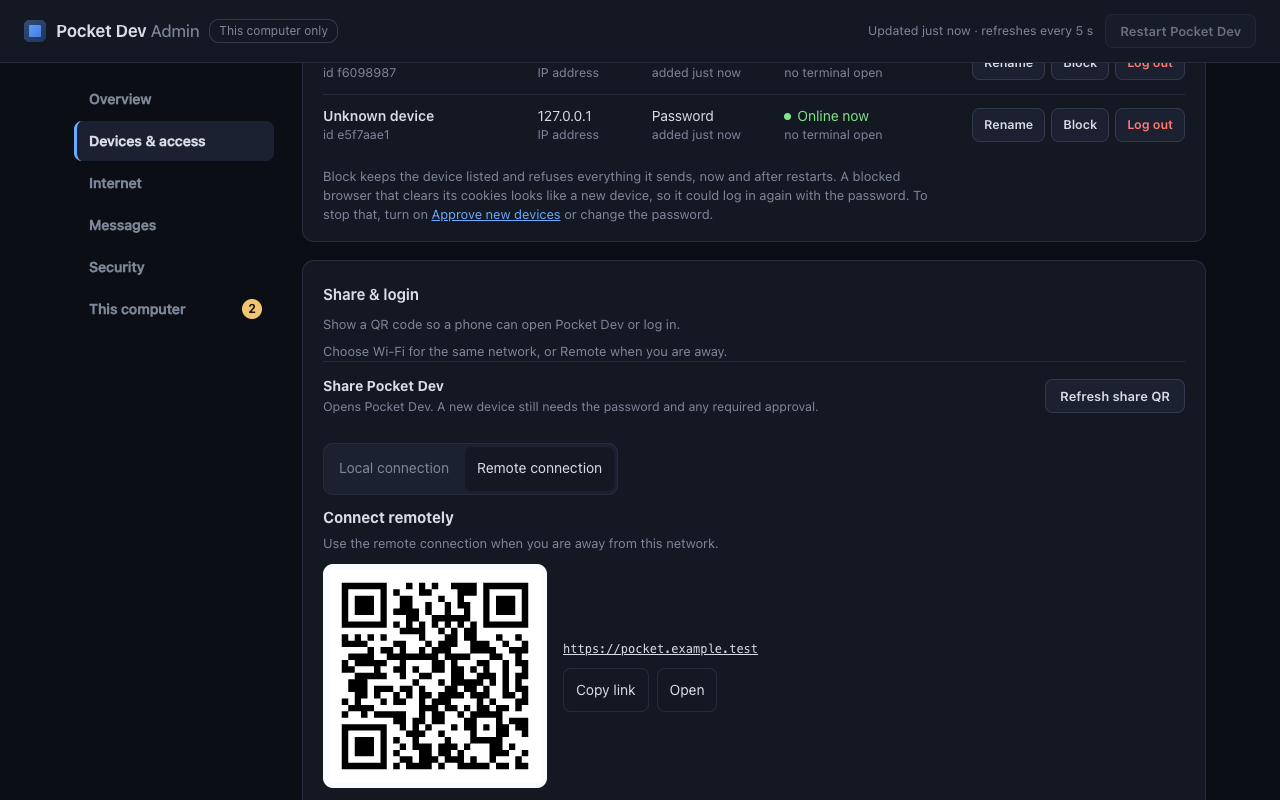 Pocket Dev Admin This computer only Updated just now · refreshes every 5 s Restart Pocket Dev
Overview
Devices & access
Internet
Messages
Security
This computer 2
Rename Block Log out
id f6098987 IP address added just now no terminal open
Unknown device 127.0.0.1 Password Online now Rename Block Log out
id e5f7aae1 IP address added just now no terminal open
Block keeps the device listed and refuses everything it sends, now and after restarts. A blocked
browser that clears its cookies looks like a new device, so it could log in again with the password. To
stop that, turn on Approve new devices or change the password.
Share & login
Show a QR code so a phone can open Pocket Dev or log in.
Choose Wi-Fi for the same network, or Remote when you are away.
Share Pocket Dev
Opens Pocket Dev. A new device still needs the password and any required approval.
Refresh share QR
Local connection Remote connection
Connect remotely
Use the remote connection when you are away from this network.
https://pocket.example.test
Copy link Open